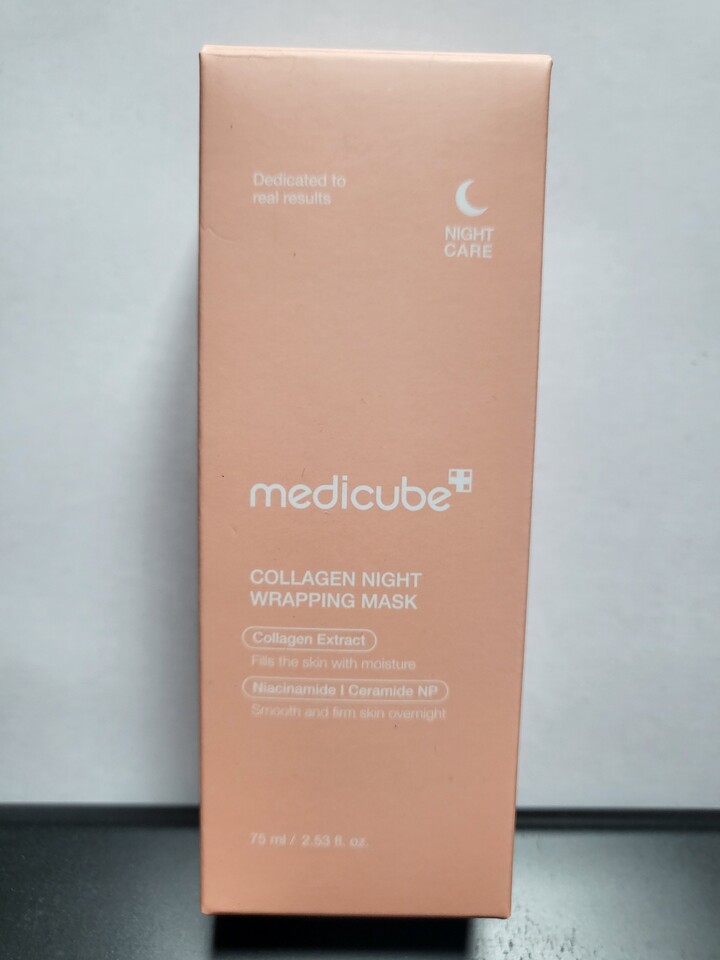 Dedicated to
real results
NIGHT
CARE
medicube
COLLAGEN NIGHT
WRAPPING MASK
Collagen Extract
Fills the skin with moisture
Niacinamide | Ceramide NP
Smooth and firm skin overnight
75 ml / 2.53 fl. oz.